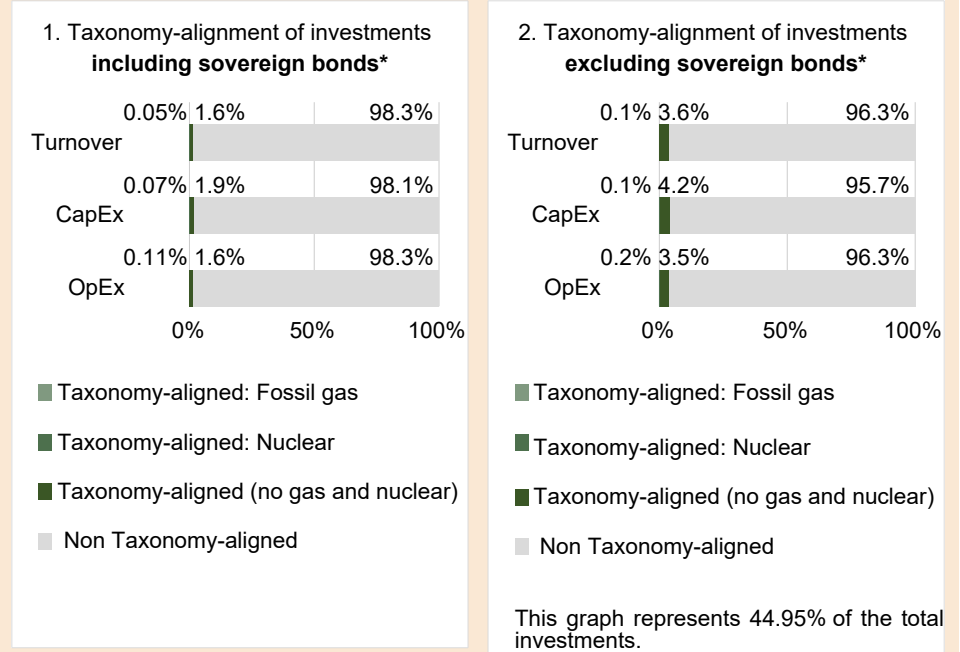 1. Taxonomy-alignment of investments
including sovereign bonds*
0.05% 1.6% 98.3%
Turnover
0.07% 1.9% 98.1%
CapEx
0.11% 1.6% 98.3%
OpEx
0% 50% 100%
Taxonomy-aligned: Fossil gas
Taxonomy-aligned: Nuclear
Taxonomy-aligned (no gas and nuclear)
Non Taxonomy-aligned
2. Taxonomy-alignment of investments
excluding sovereign bonds*
0.1% 3.6% 96.3%
Turnover
0.1% 4.2% 95.7%
CapEx
0.2% 3.5% 96.3%
OpEx
0% 50% 100%
Taxonomy-aligned: Fossil gas
Taxonomy-aligned: Nuclear
Taxonomy-aligned (no gas and nuclear)
Non Taxonomy-aligned
This graph represents 44.95% of the total
investments.